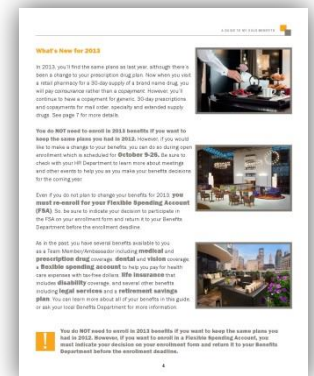 A GUIDE TO MY 2013 BENEFITS
What's New for 2013
In 2013, you'll find the same plans as last year, although there's
been a change to your prescription drug plan. Now when you visit
a retail pharmacy for a 30-day supply of a brand name drug, you
will pay coinsurance rather than a copayment. However, you'll
continue to have a copayment for generic, 30-day prescriptions
and copayments for mail order, specialty and extended supply
drugs. See page 7 for more details.
You do NOT need to enroll in 2013 benefits if you want to
keep the same plans you had in 2012. However, if you would
like to make a change to your benefits, you can do so during open
enrollment which is scheduled for October 9-26. Be sure to
check with your HR Department to learn more about meetings
and other events to help you as you make your benefits decisions
for the coming year.
Even if you do not plan to change your benefits for 2013, you
must re-enroll for your Flexible Spending Account
(FSA). So, be sure to indicate your decision to participate in
the FSA on your enrollment form and return it to your Benefits
Department before the enrollment deadline.
As in the past, you have several benefits available to you
as a Team Member/Ambassador including medical and
prescription drug coverage, dental and vision coverage,
a flexible spending account to help you pay for health
care expenses with tax-free dollars, life insurance that
includes disability coverage, and several other benefits
including legal services and a retirement savings
plan. You can learn more about all of your benefits in this guide,
or ask your local Benefits Department for more information.
!
You do NOT need to enroll in 2013 benefits if you want to keep the same plans you
had in 2012. However, if you want to enroll in a Flexible Spending Account, you
must indicate your decision on your enrollment form and return it to your Benefits
Department before the enrollment deadline.